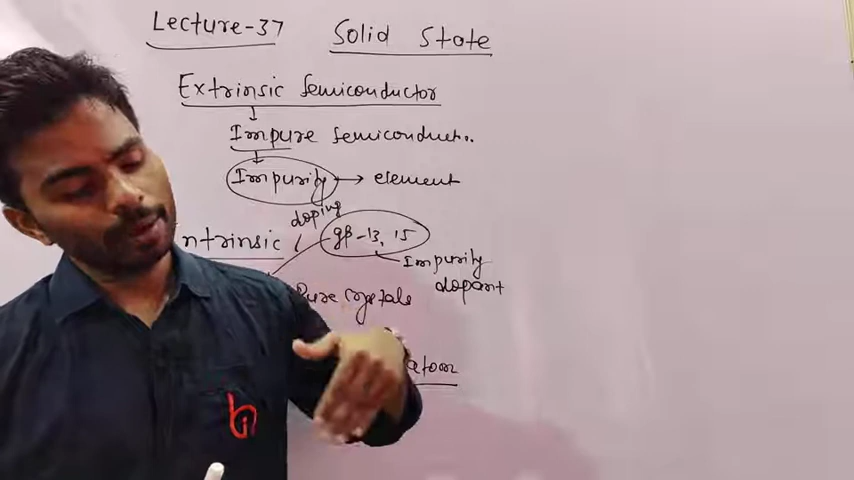 Lecture-37 Solid State
Extrinsic Semiconductor
Impure Semiconductor.
Impurity → element
doping
ntrinsic gp-13, 15
Impurity
dopant
Pure Crystals
atom